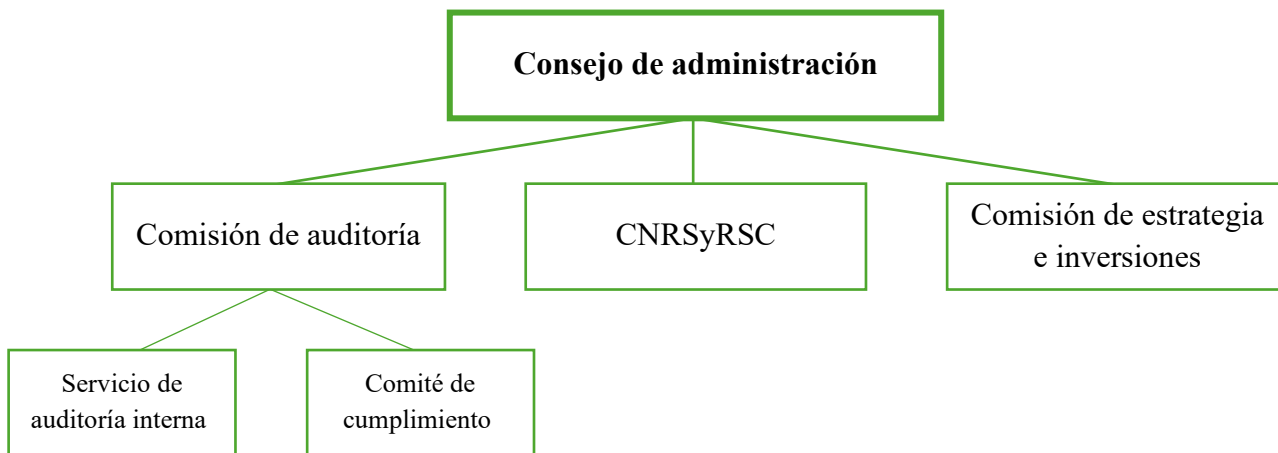 Consejo de administración
Comisión de auditoría
CNRSyRSC
Comisión de estrategia
e inversiones
Servicio de
auditoría interna
Comité de
cumplimiento